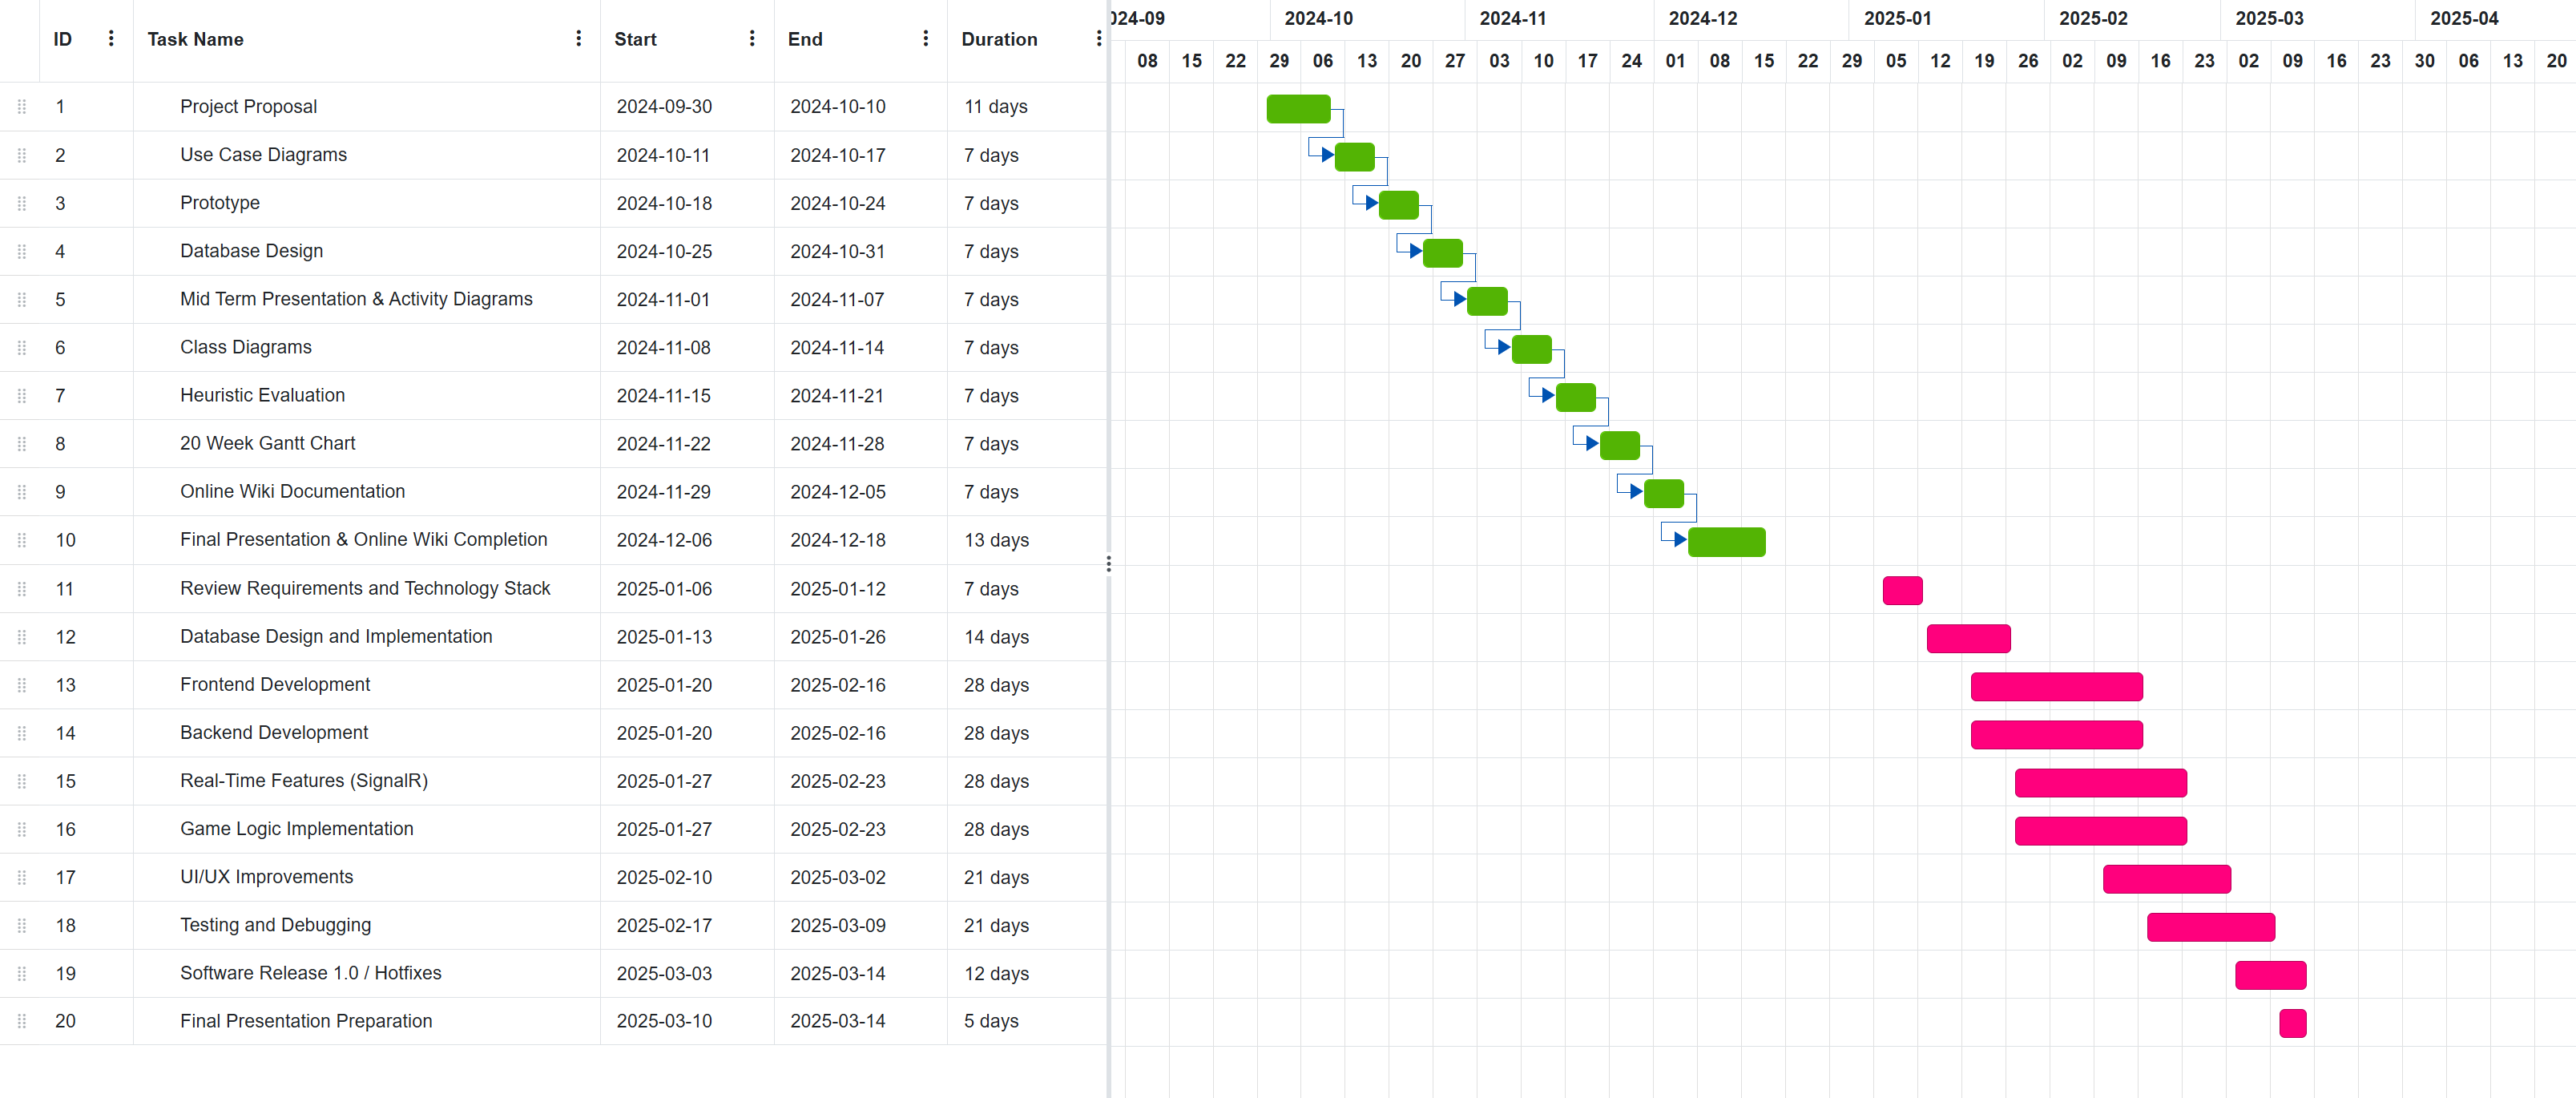 ID Task Name Start End Duration
024-09 2024-10 2024-11 2024-12 2025-01 2025-02 2025-03 2025-04
08 15 22 29 06 13 20 27 03 10 17 24 01 08 15 22 29 05 12 19 26 02 09 16 23 02 09 16 23 30 06 13 20
1 Project Proposal 2024-09-30 2024-10-10 11 days
2 Use Case Diagrams 2024-10-11 2024-10-17 7 days
3 Prototype 2024-10-18 2024-10-24 7 days
4 Database Design 2024-10-25 2024-10-31 7 days
5 Mid Term Presentation & Activity Diagrams 2024-11-01 2024-11-07 7 days
6 Class Diagrams 2024-11-08 2024-11-14 7 days
7 Heuristic Evaluation 2024-11-15 2024-11-21 7 days
8 20 Week Gantt Chart 2024-11-22 2024-11-28 7 days
9 Online Wiki Documentation 2024-11-29 2024-12-05 7 days
10 Final Presentation & Online Wiki Completion 2024-12-06 2024-12-18 13 days
11 Review Requirements and Technology Stack 2025-01-06 2025-01-12 7 days
12 Database Design and Implementation 2025-01-13 2025-01-26 14 days
13 Frontend Development 2025-01-20 2025-02-16 28 days
14 Backend Development 2025-01-20 2025-02-16 28 days
15 Real-Time Features (SignalR) 2025-01-27 2025-02-23 28 days
16 Game Logic Implementation 2025-01-27 2025-02-23 28 days
17 UI/UX Improvements 2025-02-10 2025-03-02 21 days
18 Testing and Debugging 2025-02-17 2025-03-09 21 days
19 Software Release 1.0 / Hotfixes 2025-03-03 2025-03-14 12 days
20 Final Presentation Preparation 2025-03-10 2025-03-14 5 days